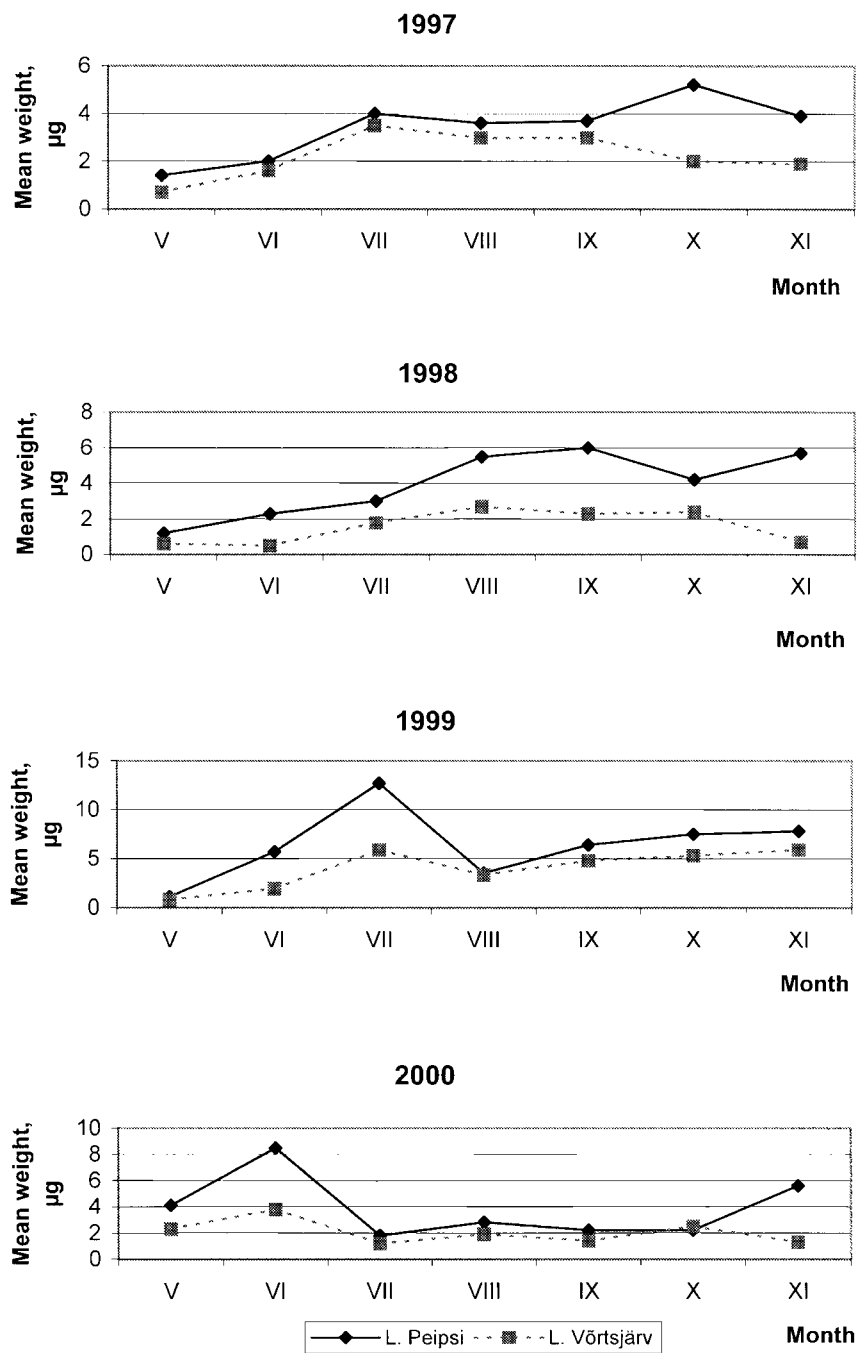 1997
Mean weight,
µg
6
4
2
0
V VI VII VIII IX X XI
Month
1998
Mean weight,
µg
8
6
4
2
0
V VI VII VIII IX X XI
Month
1999
Mean weight,
µg
15
10
5
0
V VI VII VIII IX X XI
Month
2000
Mean weight,
µg
10
8
6
4
2
0
V VI VII VIII IX X XI
L. Peipsi L. Võrtsjärv Month